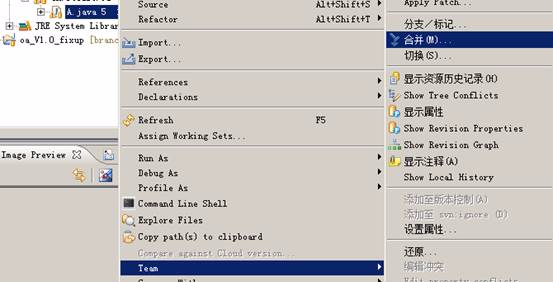 A.java 5
JRE System Libra
oa_V1.0_fixup [branc
Image Preview
Source Alt+Shift+S
Refactor Alt+Shift+T
Import...
Export...
References
Declarations
Refresh F5
Assign Working Sets...
Run As
Debug As
Profile As
Command Line Shell
Explore Files
Copy path(s) to clipboard
Compare against Cloud version...
Team
Apply Patch...
分支/标记...
合并(M)...
切换(S)...
显示资源历史记录(H)
Show Tree Conflicts
显示属性
Show Revision Properties
Show Revision Graph
显示注释(A)
Show Local History
添加至版本控制(A)
添加至 svn:ignore (D)
设置属性...
还原...
编辑冲突
Edit property conflicts